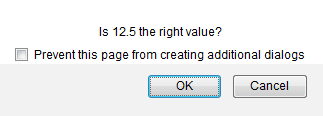 Is 12.5 the right value?
Prevent this page from creating additional dialogs
OK Cancel